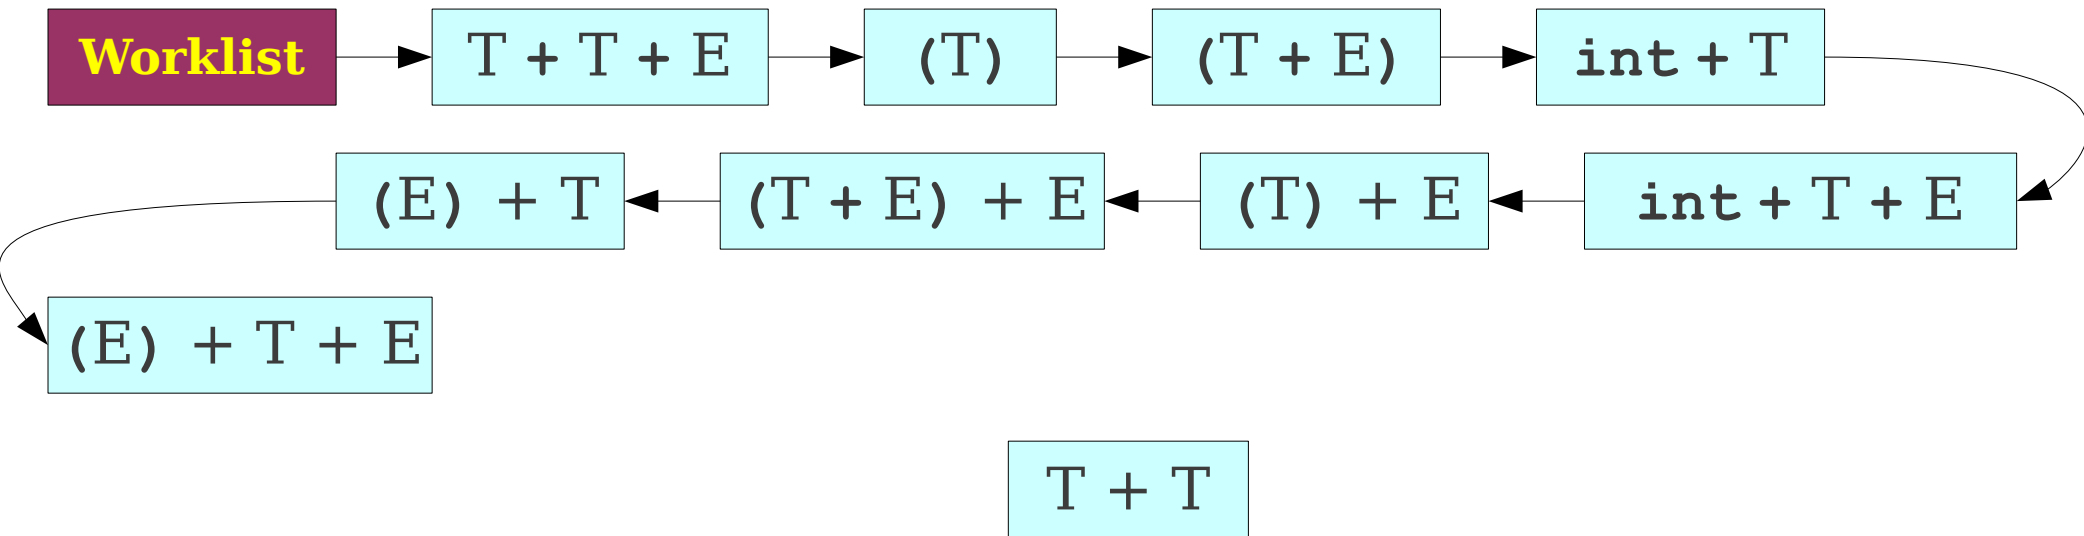 Worklist T + T + E (T) (T + E) int + T
(E) + T (T + E) + E (T) + E int + T + E
(E) + T + E
T + T